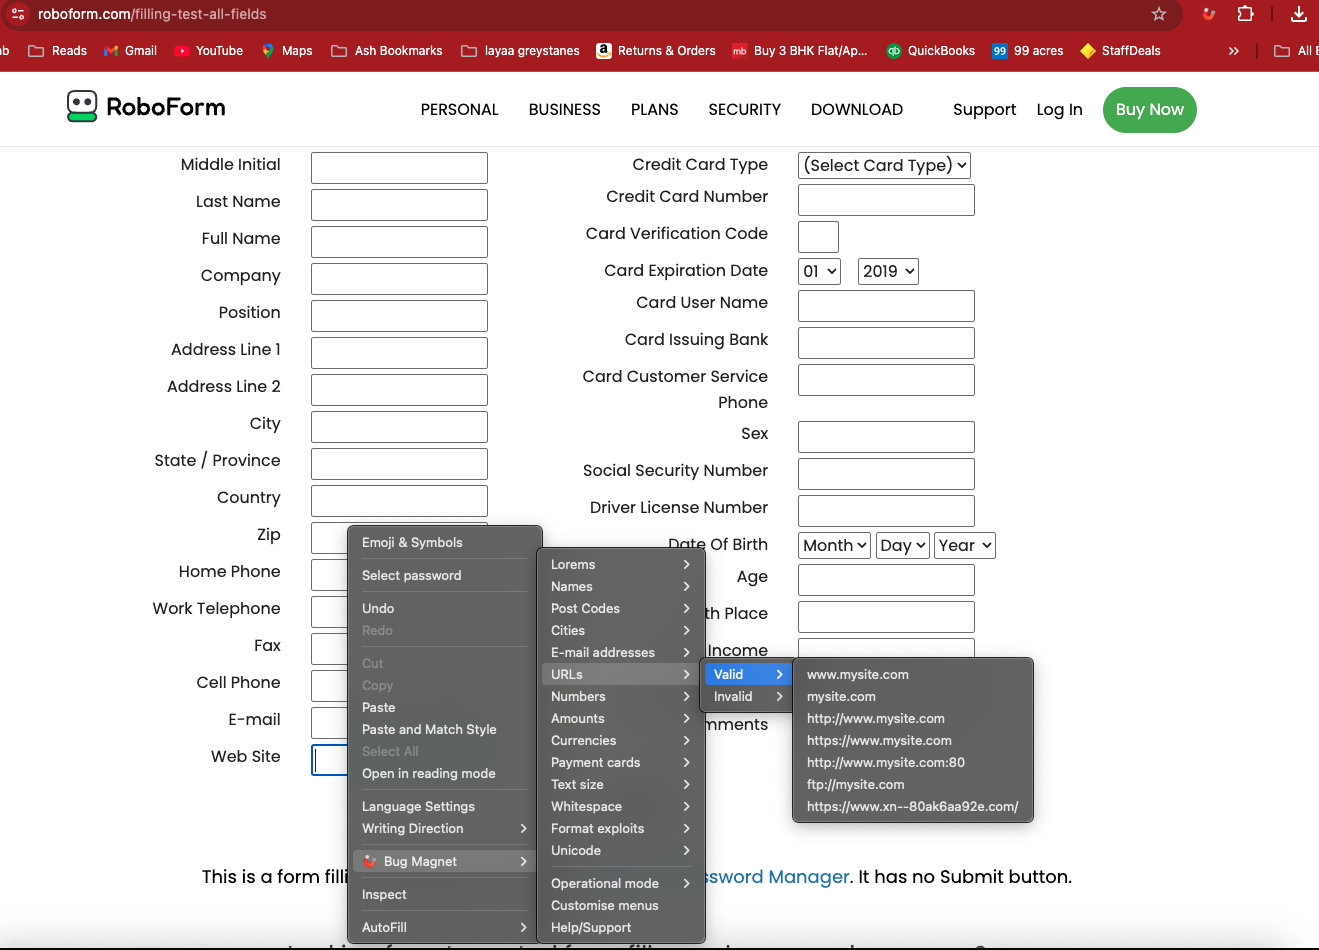 roboform.com/filling-test-all-fields
Reads
Gmail
YouTube
Maps
Ash Bookmarks
layaa greystanes
Returns & Orders
Buy 3 BHK Flat/Ap...
QuickBooks
99 acres
StaffDeals
All
RoboForm
PERSONAL
BUSINESS
PLANS
SECURITY
DOWNLOAD
Support
Log In
Buy Now
Middle Initial
Last Name
Full Name
Company
Position
Address Line 1
Address Line 2
City
State / Province
Country
Zip
Home Phone
Work Telephone
Fax
Cell Phone
E-mail
Web Site
Credit Card Type
(Select Card Type)
Credit Card Number
Card Verification Code
Card Expiration Date
01
2019
Card User Name
Card Issuing Bank
Card Customer Service
Phone
Sex
Social Security Number
Driver License Number
Date Of Birth
Month
Day
Year
Age
th Place
Income
mments
Emoji & Symbols
Select password
Undo
Redo
Cut
Copy
Paste
Paste and Match Style
Select All
Open in reading mode
Language Settings
Writing Direction
Bug Magnet
Inspect
AutoFill
Lorems
Names
Post Codes
Cities
E-mail addresses
URLs
Numbers
Amounts
Currencies
Payment cards
Text size
Whitespace
Format exploits
Unicode
Operational mode
Customise menus
Help/Support
Valid
Invalid
www.mysite.com
mysite.com
http://www.mysite.com
https://www.mysite.com
http://www.mysite.com:80
ftp://mysite.com
https://www.xn--80ak6aa92e.com/
This is a form filli
ssword Manager. It has no Submit button.